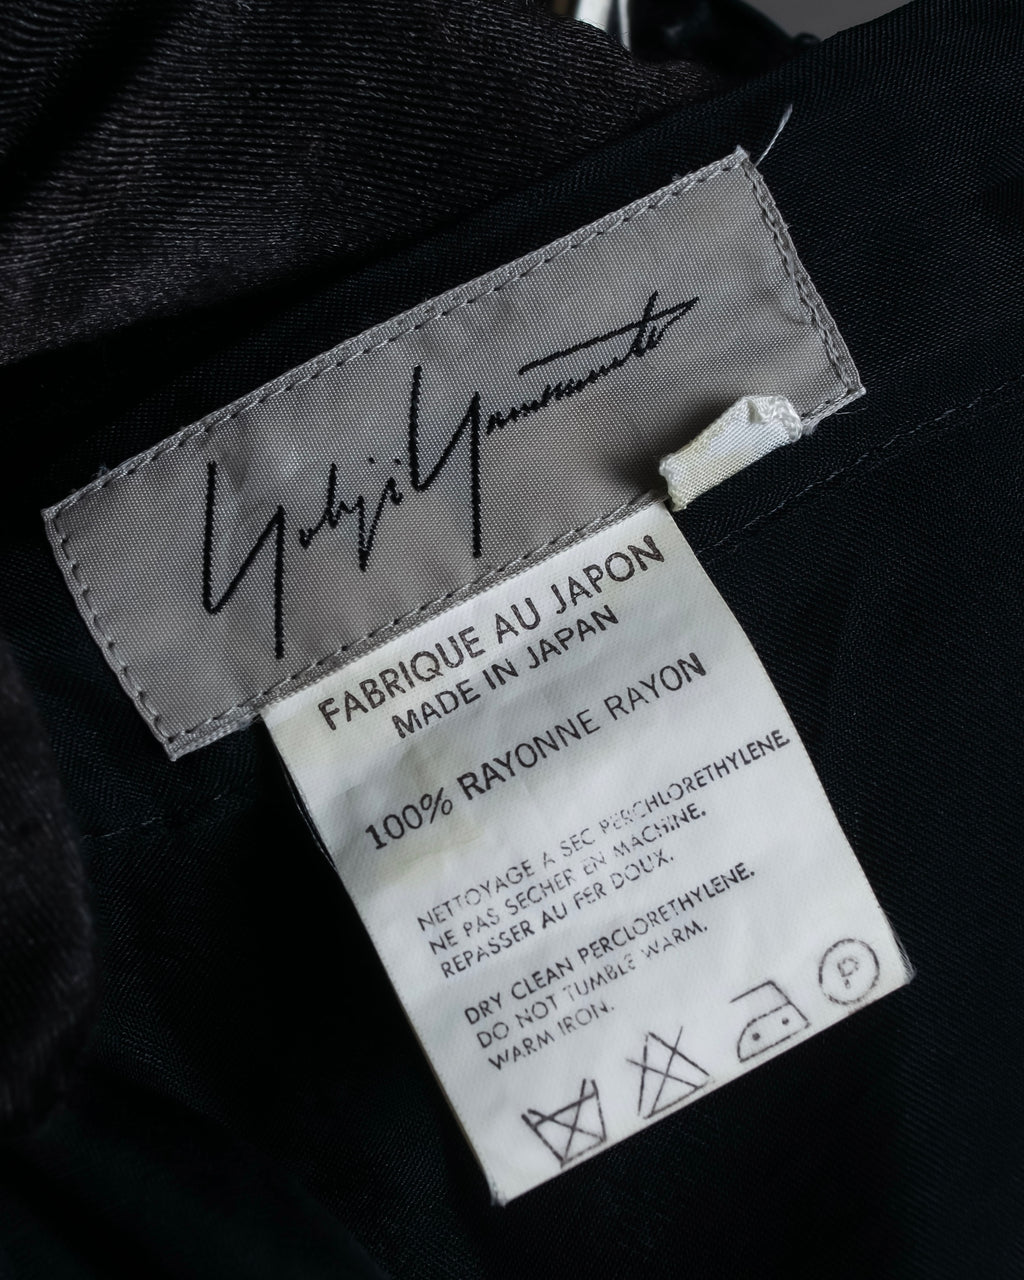 Yohji Yamamoto
FABRIQUE AU JAPON
MADE IN JAPAN
100% RAYONNE RAYON
NETTOYAGE A SEC PERCHLORETHYLENE.
NE PAS SECHER EN MACHINE.
REPASSER AU FER DOUX.
DRY CLEAN PERCLORETHYLENE.
DO NOT TUMBLE WARM.
WARM IRON.
P